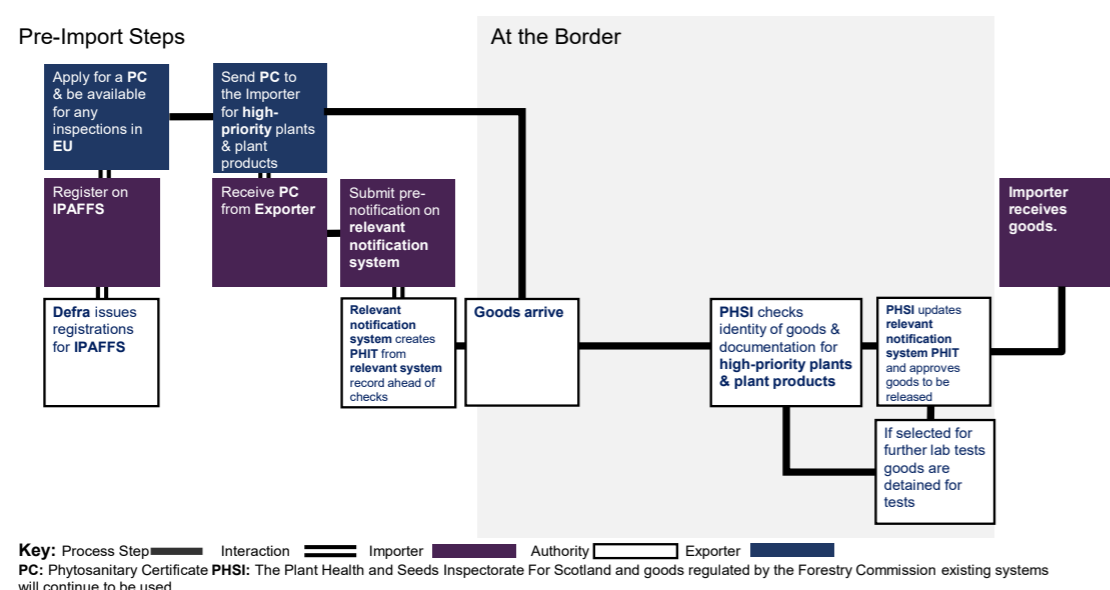 Pre-Import Steps
At the Border
Apply for a PC
& be available
for any
inspections in
EU
Send PC to
the Importer
for high-
priority plants
& plant
products
Register on
IPAFFS
Receive PC
from Exporter
Submit pre-
notification on
relevant
notification
system
Importer
receives
goods.
Defra issues
registrations
for IPAFFS
Relevant
notification
system creates
PHIT from
relevant system
record ahead of
checks
Goods arrive
PHSI checks
identity of goods &
documentation for
high-priority plants
& plant products
PHSI updates
relevant
notification
system PHIT
and approves
goods to be
released
If selected for
further lab tests
goods are
detained for
tests
Key: Process Step Interaction Importer Authority Exporter
PC: Phytosanitary Certificate PHSI: The Plant Health and Seeds Inspectorate For Scotland and goods regulated by the Forestry Commission existing systems
will continue to be used